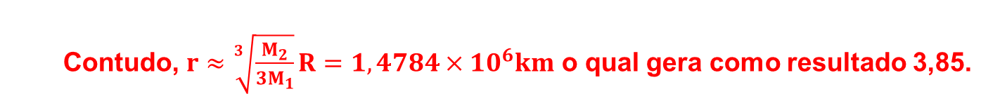 Contudo, r ≈ ∛(M₂/3M₁) R = 1,4784 × 10⁶km o qual gera como resultado 3,85.